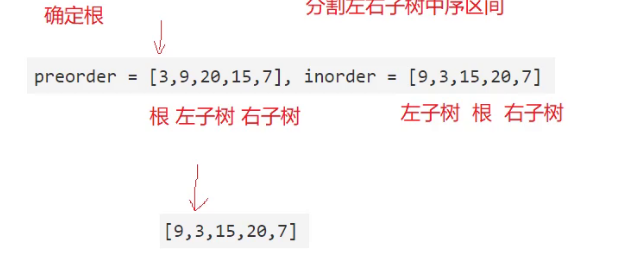 确定根 分割左右子树中序区间
preorder = [3,9,20,15,7], inorder = [9,3,15,20,7]
根 左子树 右子树 左子树 根 右子树
[9,3,15,20,7]